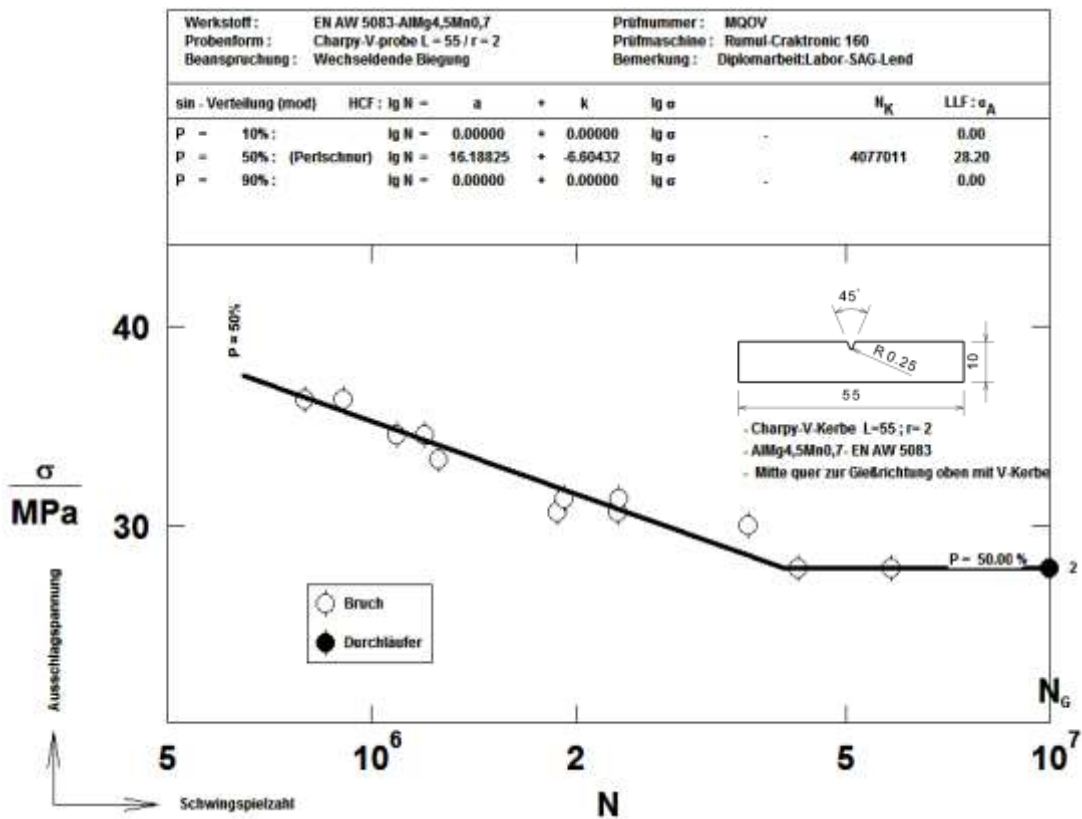 Werkstoff : EN AW 5083-AlMg4,5Mn0,7 Prüfnummer : MQOV
Probenform : Charpy-V-probe L = 55 / r = 2 Prüfmaschine : Rumul-Craktronic 160
Beanspruchung : Wechseldende Biegung Bemerkung : Diplomarbeit:Labor-SAG-Lend
sin - Verteilung (mod) HCF : lg N = a + k lg σ N_K LLF : σ_A
P = 10% : lg N = 0.00000 + 0.00000 lg σ - 0.00
P = 50% : (Perlschnur) lg N = 16.18825 + -6.60432 lg σ 4077011 28.20
P = 90% : lg N = 0.00000 + 0.00000 lg σ - 0.00
P = 50%
45°
R 0.25
10
55
- Charpy-V-Kerbe L=55 ; r= 2
- AlMg4,5Mn0,7- EN AW 5083
- Mitte quer zur Gießrichtung oben mit V-Kerbe
40
σ
MPa
30
P = 50.00 %
2
Bruch
Durchläufer
Ausschlagspannung
N_G
5 10^6 2 5 10^7
Schwingspielzahl
N